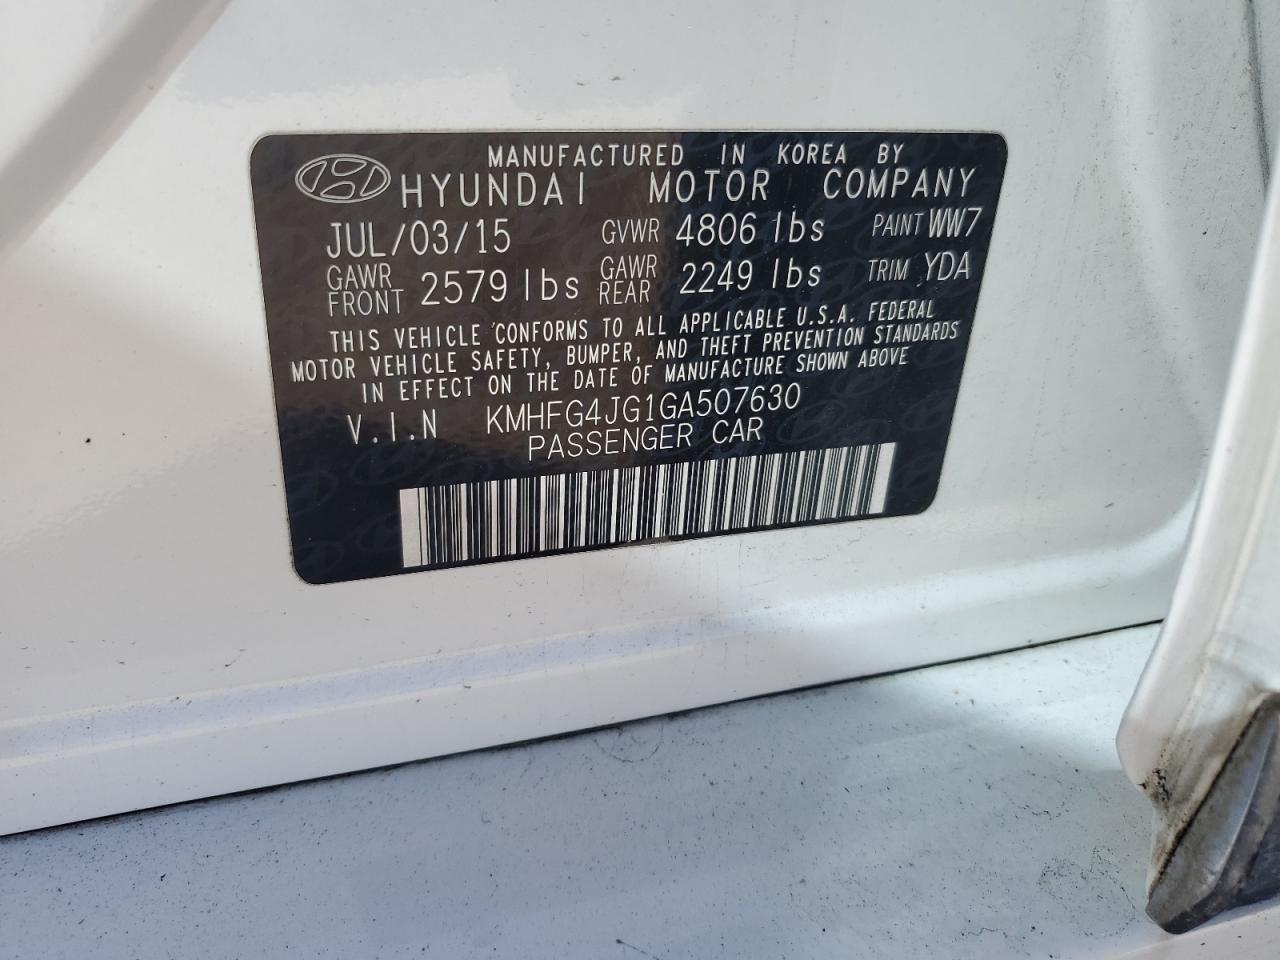 MANUFACTURED IN KOREA BY
HYUNDAI MOTOR COMPANY
JUL/03/15 GVWR 4806 lbs PAINT WW7
GAWR FRONT 2579 lbs GAWR REAR 2249 lbs TRIM YDA
THIS VEHICLE CONFORMS TO ALL APPLICABLE U.S.A. FEDERAL
MOTOR VEHICLE SAFETY, BUMPER, AND THEFT PREVENTION STANDARDS
IN EFFECT ON THE DATE OF MANUFACTURE SHOWN ABOVE
V.I.N KMHFG4JG1GA507630
PASSENGER CAR